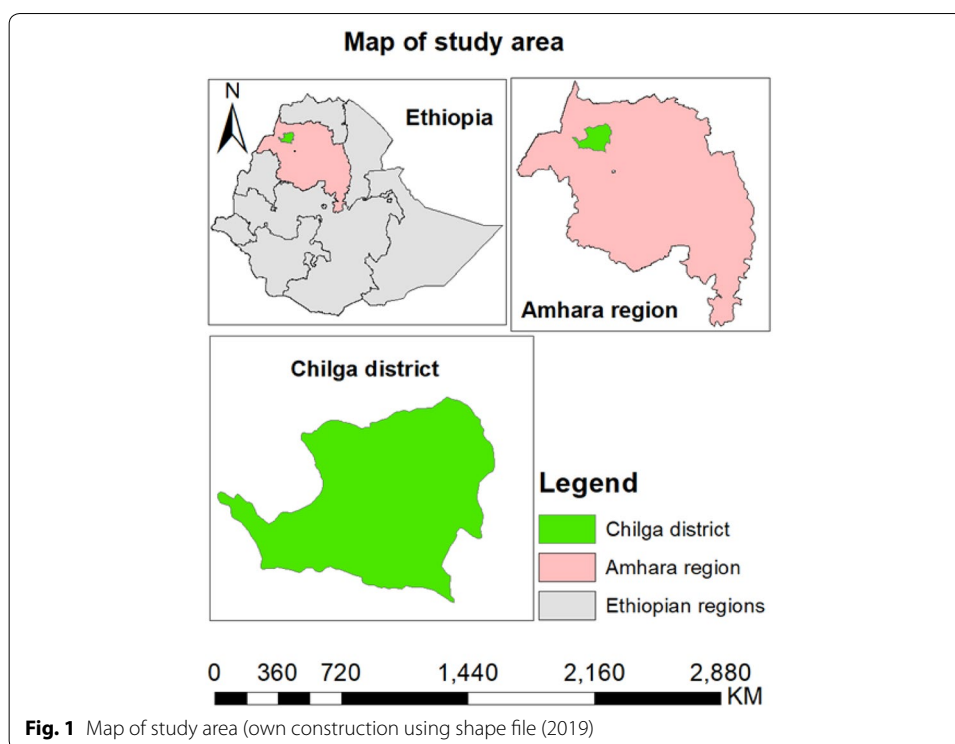 Map of study area
N
Ethiopia
Amhara region
Chilga district
Legend
Chilga district
Amhara region
Ethiopian regions
0 360 720 1,440 2,160 2,880
KM
Fig. 1 Map of study area (own construction using shape file (2019)